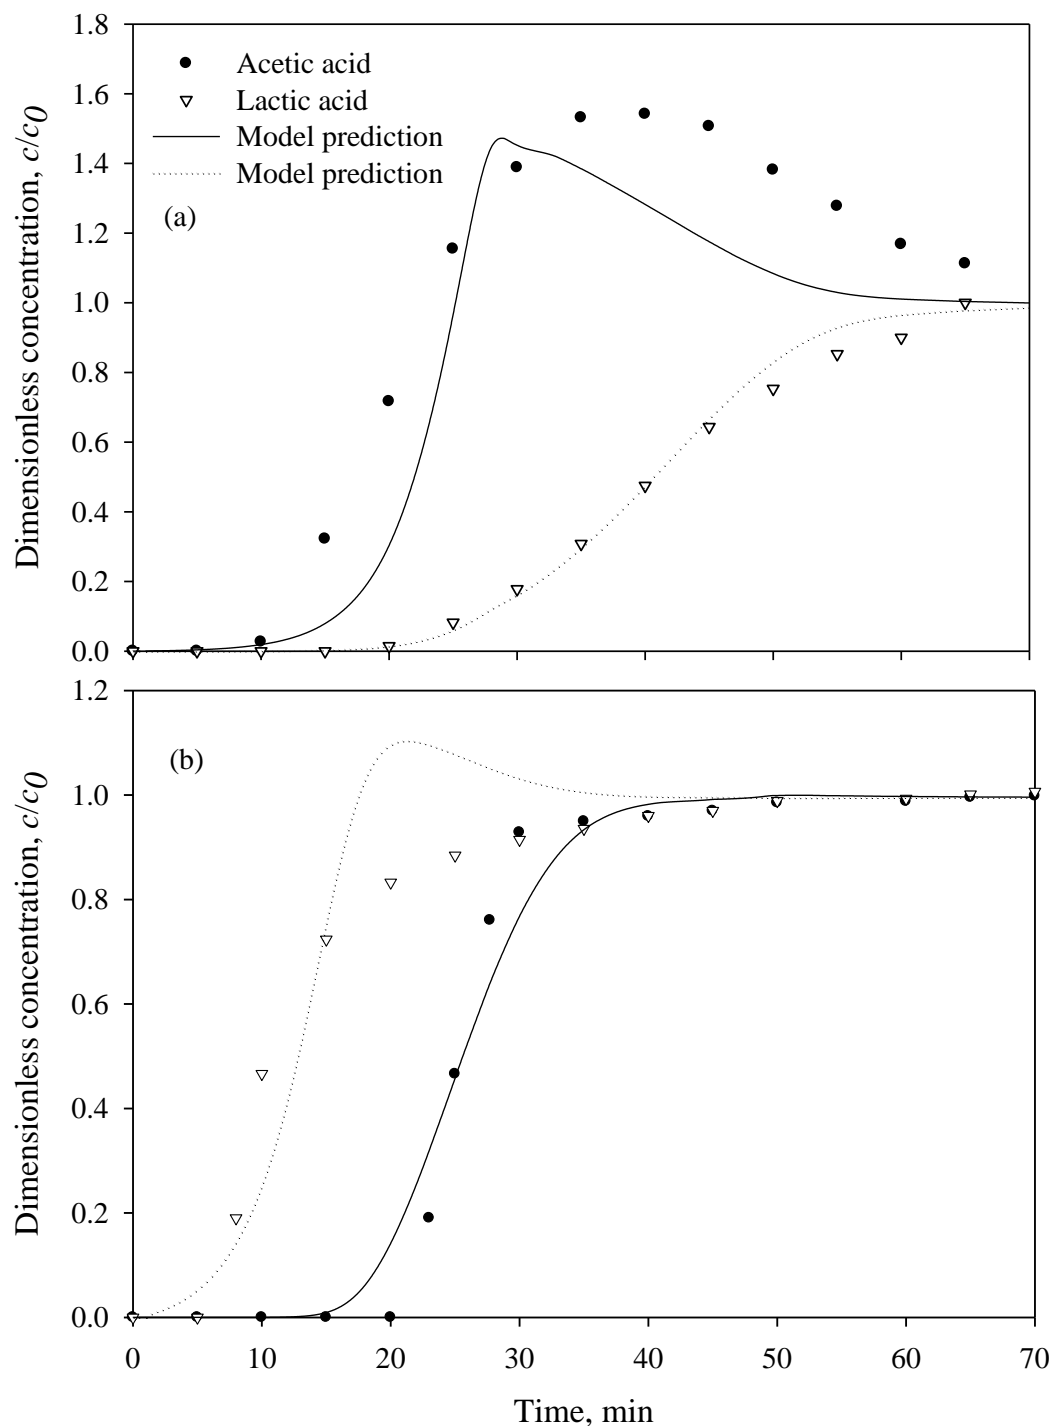 1.8
Acetic acid
1.6
Lactic acid
Model prediction
1.4
Model prediction
(a)
1.2
1.0
0.8
0.6
0.4
0.2
0.0
Dimensionless concentration, c/c0
1.2
(b)
1.0
0.8
0.6
0.4
0.2
0.0
Dimensionless concentration, c/c0
0 10 20 30 40 50 60 70
Time, min